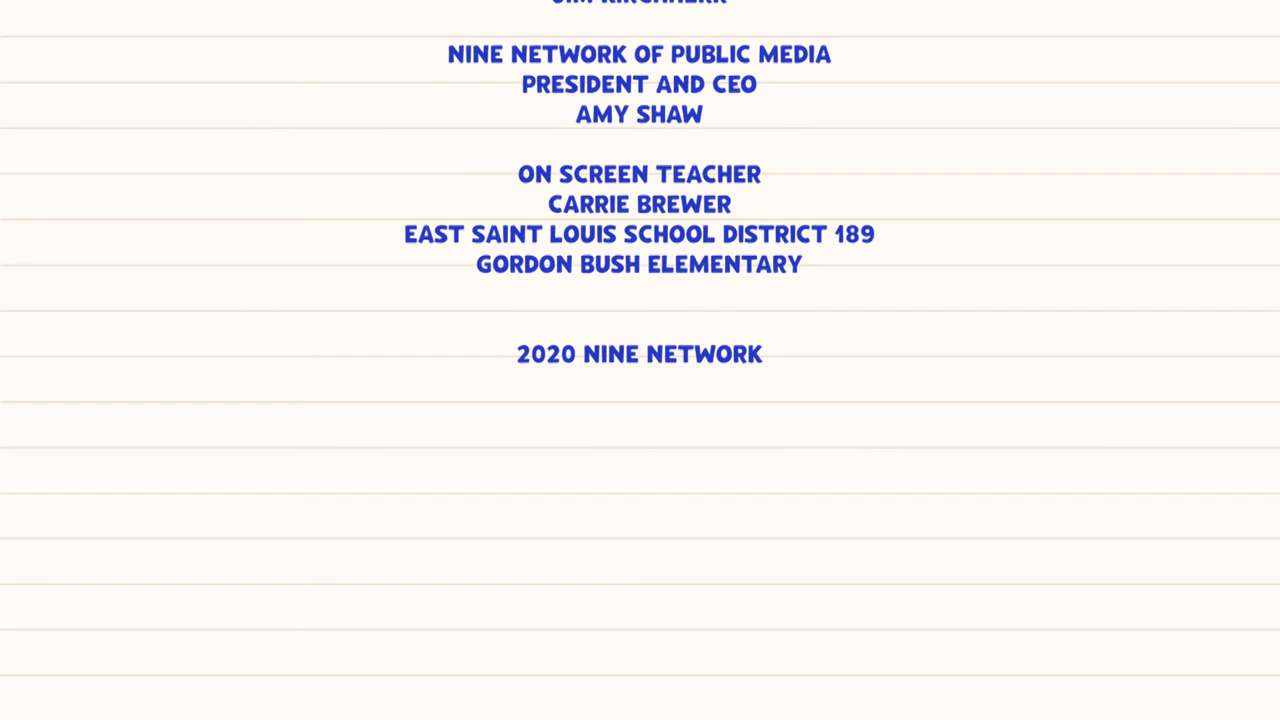 NINE NETWORK OF PUBLIC MEDIA
PRESIDENT AND CEO
AMY SHAW
ON SCREEN TEACHER
CARRIE BREWER
EAST SAINT LOUIS SCHOOL DISTRICT 189
GORDON BUSH ELEMENTARY
2020 NINE NETWORK